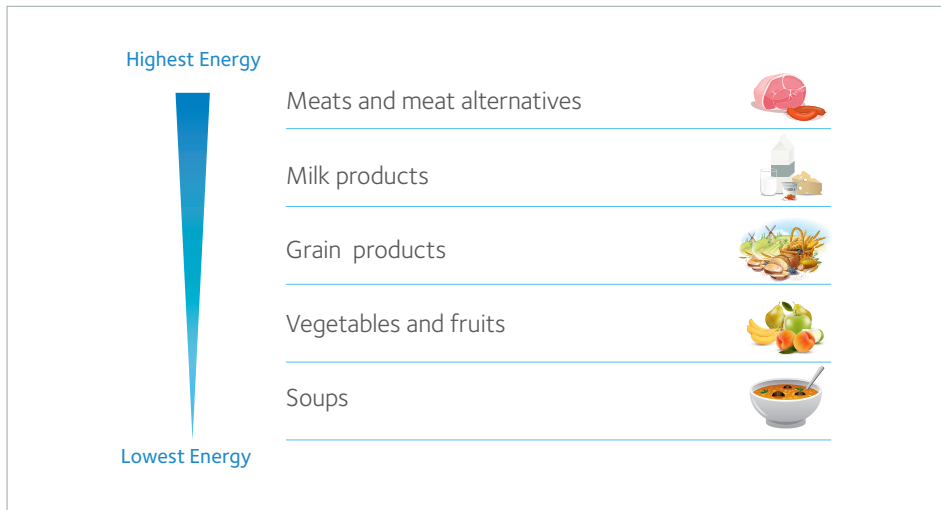 Highest Energy
Meats and meat alternatives
Milk products
Grain products
Vegetables and fruits
Soups
Lowest Energy